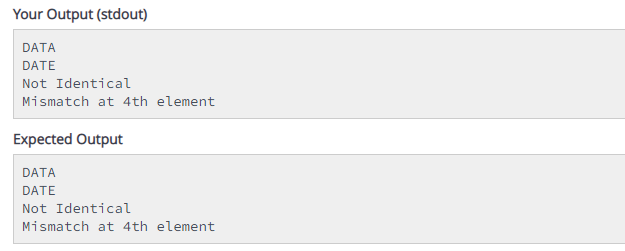 Your Output (stdout)
DATA
DATE
Not Identical
Mismatch at 4th element
Expected Output
DATA
DATE
Not Identical
Mismatch at 4th element